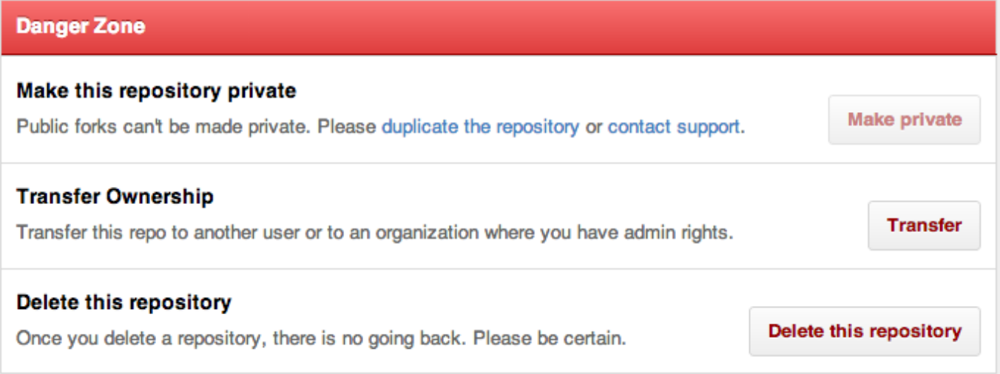 Danger Zone
Make this repository private
Public forks can't be made private. Please duplicate the repository or contact support.
Make private
Transfer Ownership
Transfer this repo to another user or to an organization where you have admin rights.
Transfer
Delete this repository
Once you delete a repository, there is no going back. Please be certain.
Delete this repository